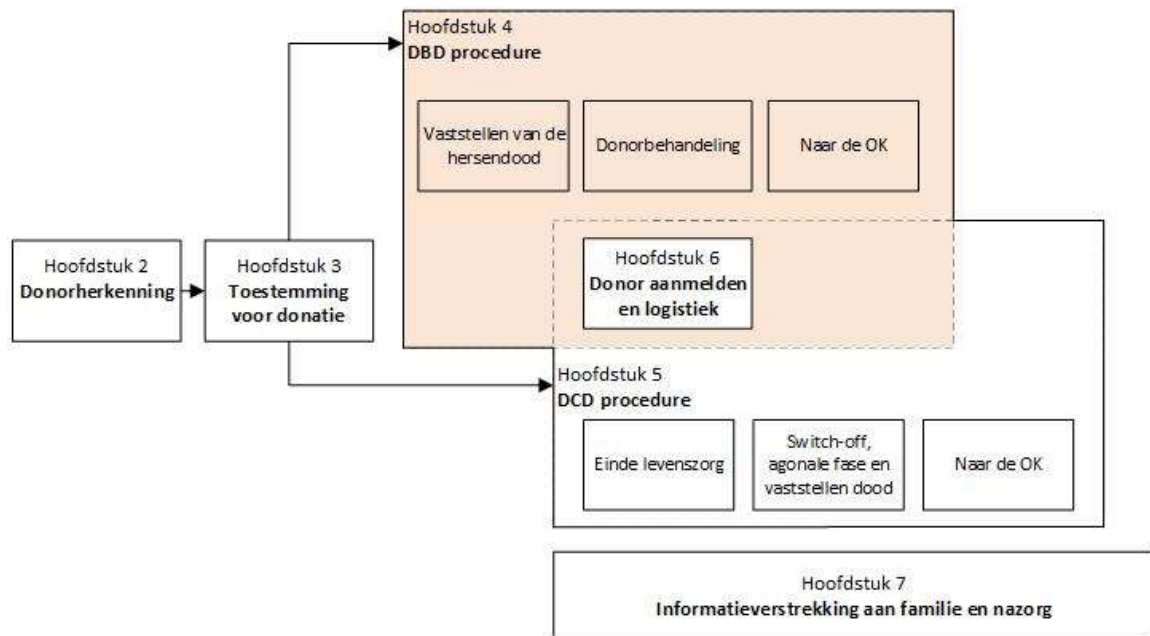 Hoofdstuk 4
DBD procedure
Vaststellen van de
hersendood
Donorbehandeling
Naar de OK
Hoofdstuk 2
Donorherkenning
Hoofdstuk 3
Toestemming
voor donatie
Hoofdstuk 6
Donor aanmelden
en logistiek
Hoofdstuk 5
DCD procedure
Einde levenszorg
Switch-off,
agonale fase en
vaststellen dood
Naar de OK
Hoofdstuk 7
Informatieverstrekking aan familie en nazorg